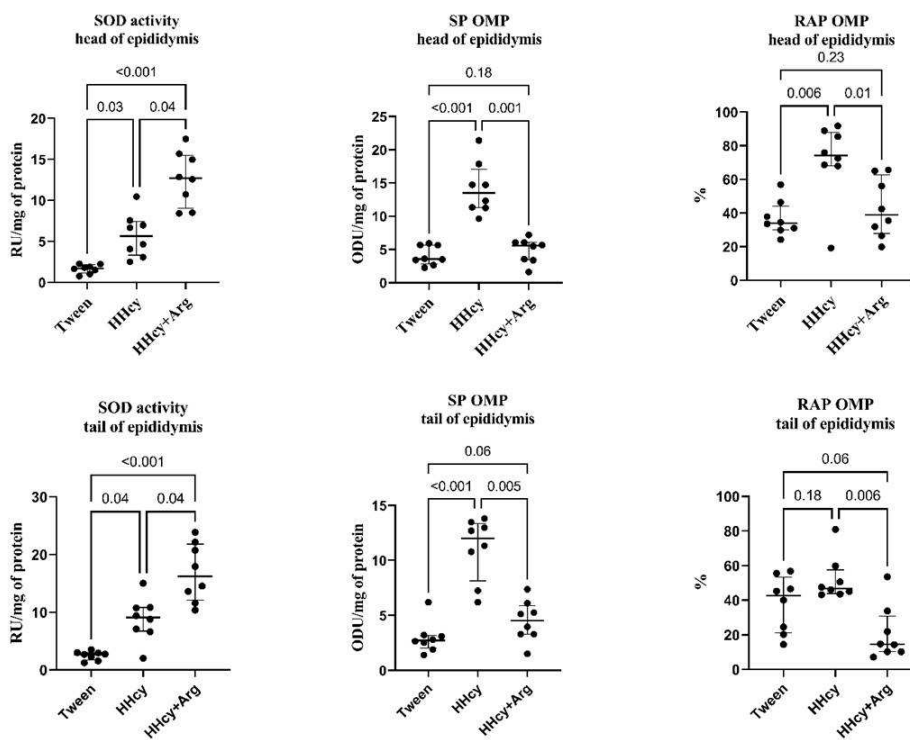 SOD activity
head of epididymis
<0.001
0.03
0.04
RU/mg of protein
20
15
10
5
0
Tween
HHcy
HHcy+Arg
SP OMP
head of epididymis
0.18
<0.001
0.001
ODU/mg of protein
25
20
15
10
5
0
Tween
HHcy
HHcy+Arg
RAP OMP
head of epididymis
0.23
0.006
0.01
%
100
80
60
40
20
0
Tween
HHcy
HHcy+Arg
SOD activity
tail of epididymis
<0.001
0.04
0.04
RU/mg of protein
30
20
10
0
Tween
HHcy
HHcy+Arg
SP OMP
tail of epididymis
0.06
<0.001
0.005
ODU/mg of protein
15
10
5
0
Tween
HHcy
HHcy+Arg
RAP OMP
tail of epididymis
0.06
0.18
0.006
%
100
80
60
40
20
0
Tween
HHcy
HHcy+Arg